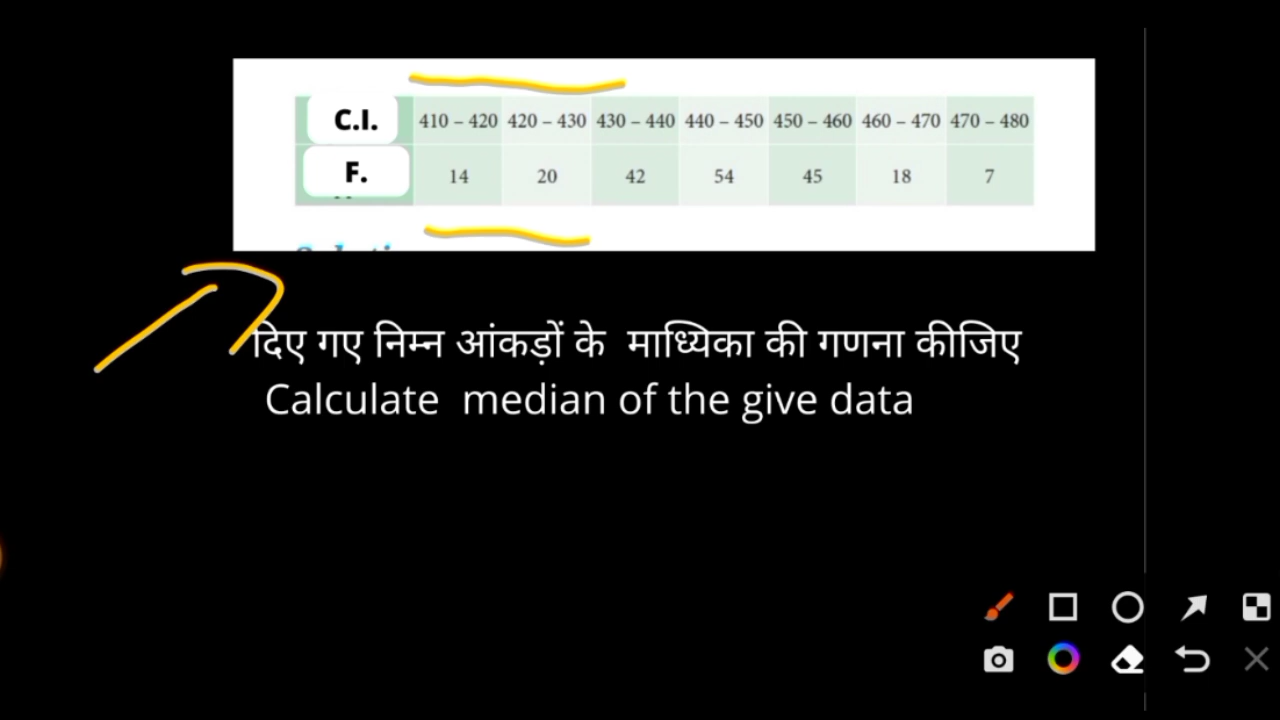 C.I. 410 – 420 420 – 430 430 – 440 440 – 450 450 – 460 460 – 470 470 – 480
F. 14 20 42 54 45 18 7
दिए गए निम्न आंकड़ों के माध्यिका की गणना कीजिए
Calculate median of the give data